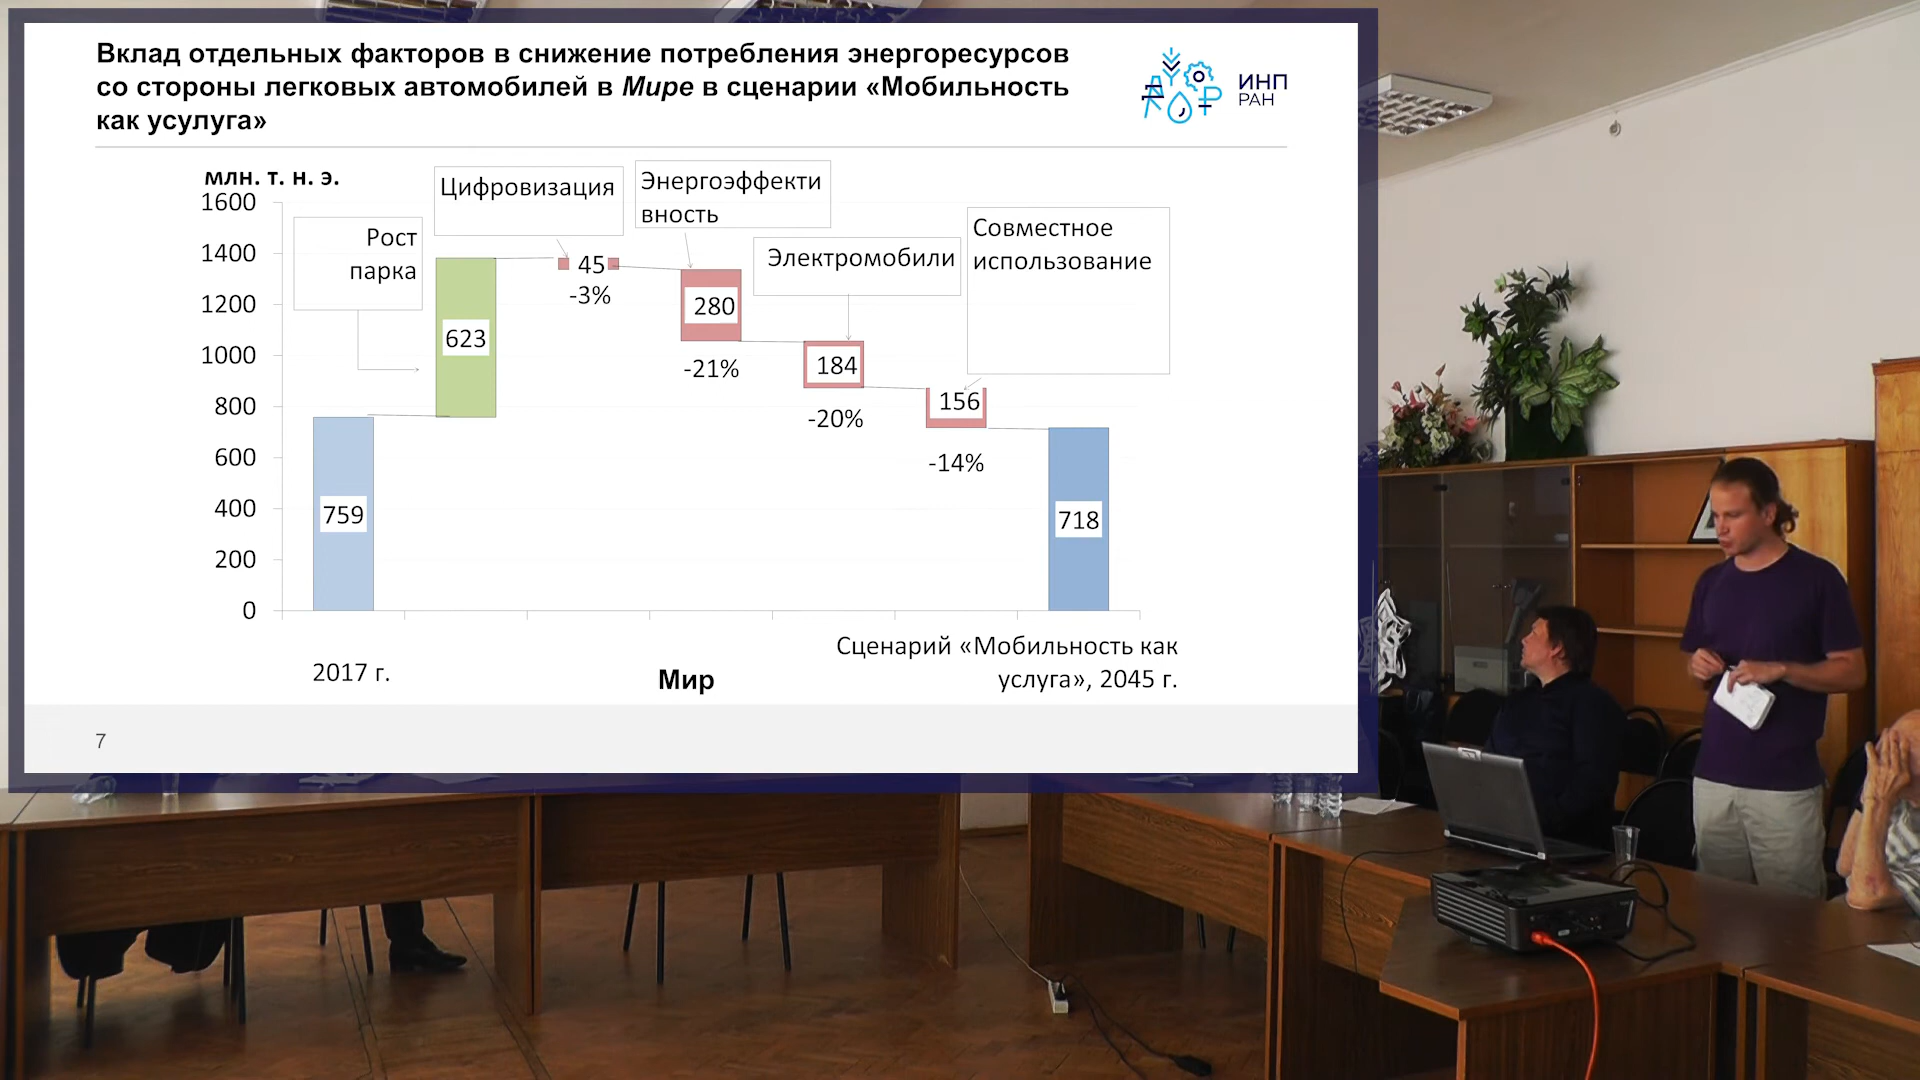 Вклад отдельных факторов в снижение потребления энергоресурсов
со стороны легковых автомобилей в Мире в сценарии «Мобильность
как усулуга»
ИНП
РАН
млн. т. н. э.
1600
1400
1200
1000
800
600
400
200
0
Рост
парка
Цифровизация
Энергоэффекти
вность
Электромобили
Совместное
использование
759
623
45
-3%
280
-21%
184
-20%
156
-14%
718
2017 г.
Мир
Сценарий «Мобильность как
услуга», 2045 г.
7